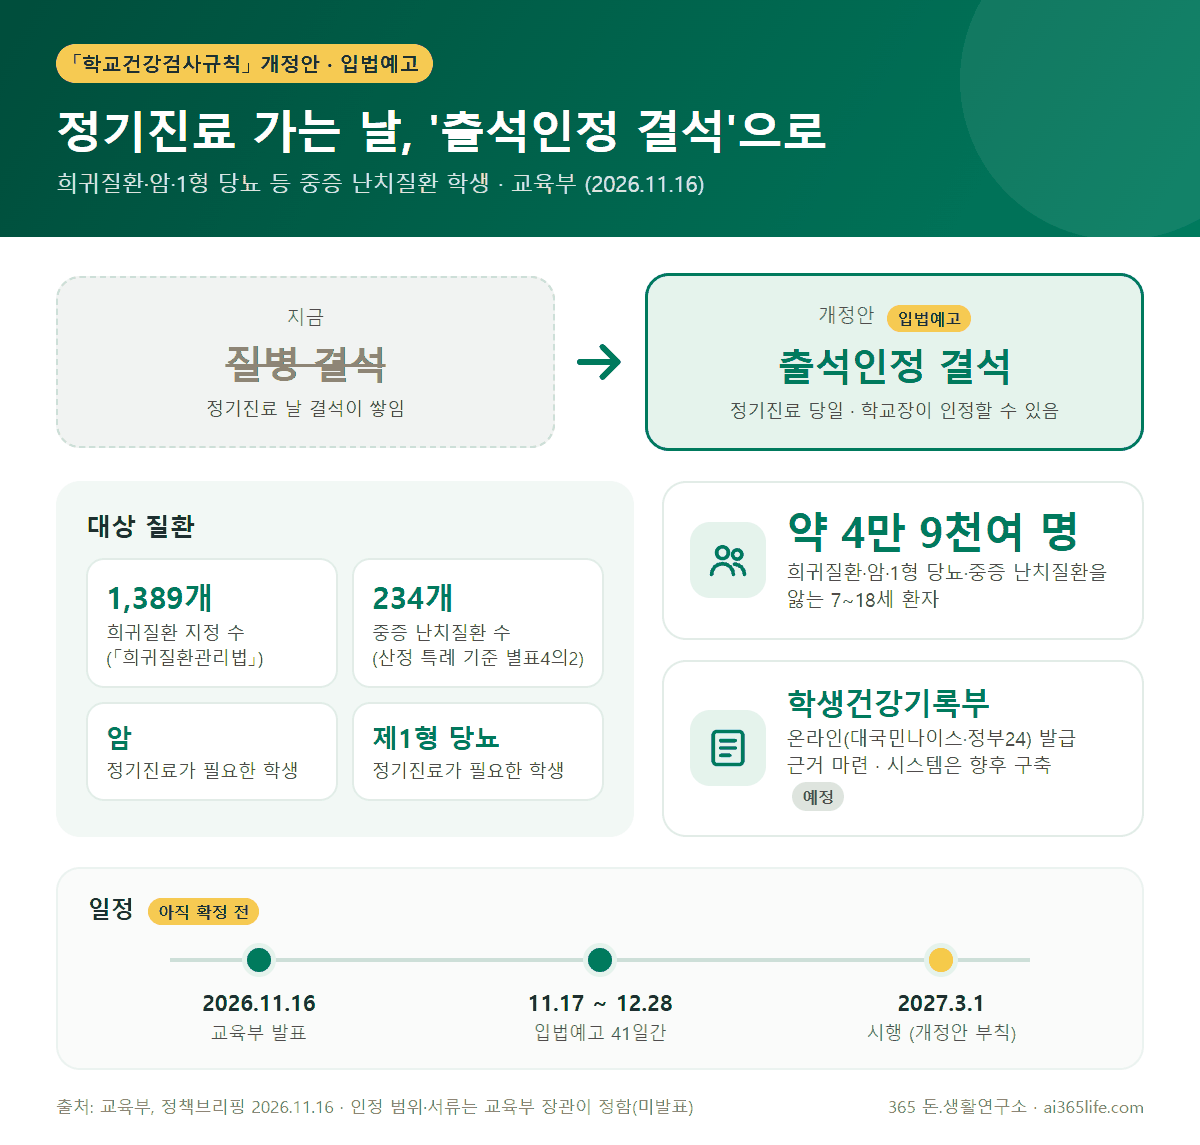 「학교건강검사규칙」 개정안 · 입법예고
정기진료 가는 날, '출석인정 결석'으로
희귀질환·암·1형 당뇨 등 중증 난치질환 학생 · 교육부 (2026.11.16)
지금
질병 결석
정기진료 날 결석이 쌓임
개정안 입법예고
출석인정 결석
정기진료 당일 · 학교장이 인정할 수 있음
대상 질환
1,389개
희귀질환 지정 수
(「희귀질환관리법」)
234개
중증 난치질환 수
(산정 특례 기준 별표4의2)
암
정기진료가 필요한 학생
제1형 당뇨
정기진료가 필요한 학생
약 4만 9천여 명
희귀질환·암·1형 당뇨·중증 난치질환을
앓는 7~18세 환자
학생건강기록부
온라인(대국민나이스·정부24) 발급
근거 마련 · 시스템은 향후 구축
예정
일정 아직 확정 전
2026.11.16
교육부 발표
11.17 ~ 12.28
입법예고 41일간
2027.3.1
시행 (개정안 부칙)
출처: 교육부, 정책브리핑 2026.11.16 · 인정 범위·서류는 교육부 장관이 정함(미발표)
365 돈.생활연구소 · ai365life.com